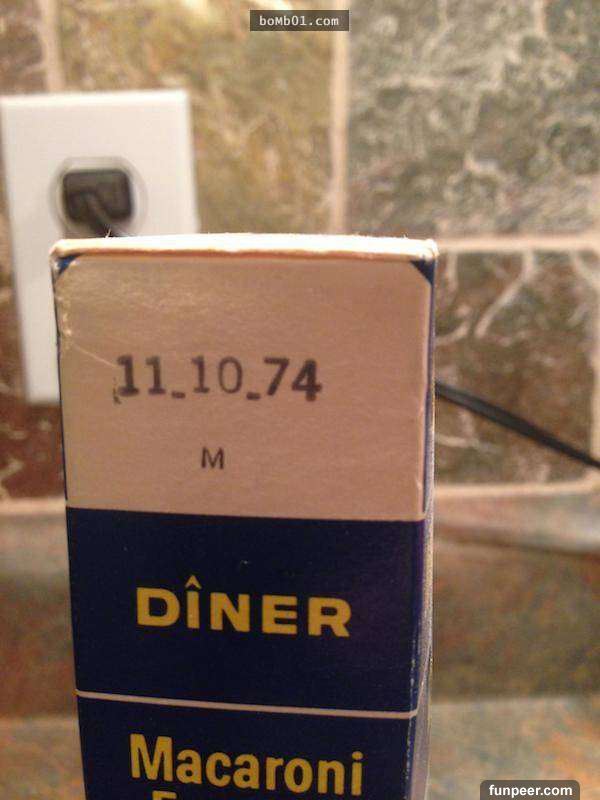 boMb01.com
11_10_74
M
DÎNER
Macaroni
funpeer.com